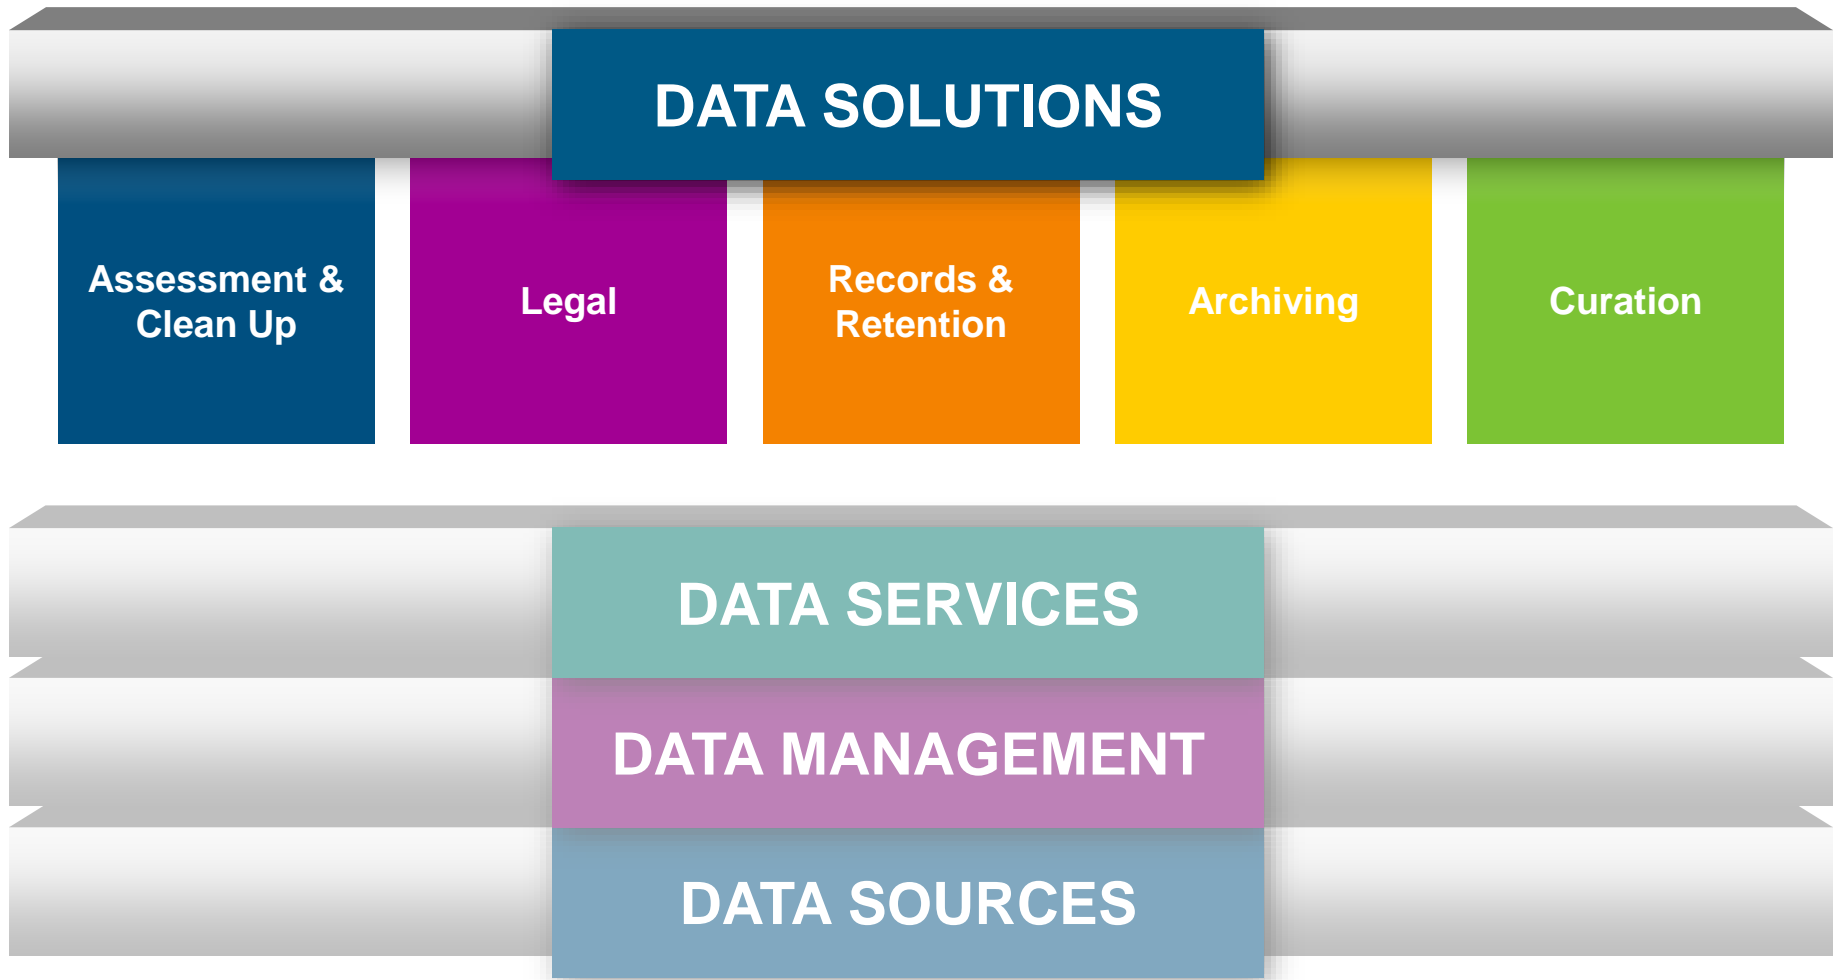 DATA SOLUTIONS
Assessment &
Clean Up
Legal
Records &
Retention
Archiving
Curation
DATA SERVICES
DATA MANAGEMENT
DATA SOURCES